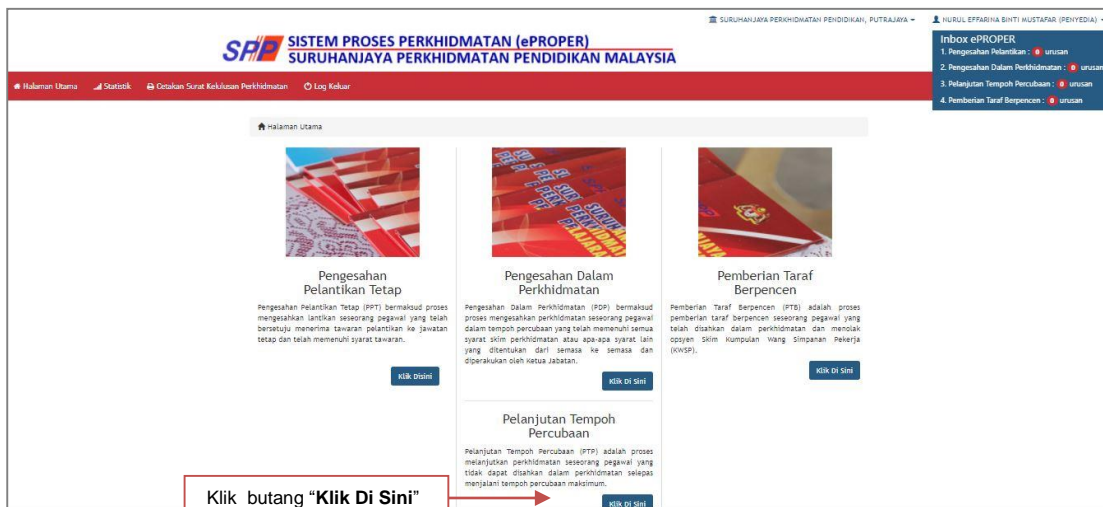 SURUHANJAYA PERKHIDMATAN PENDIDIKAN, PUTRAJAYA
NURUL EFFARINA BINTI MUSTAFAR (PENYEDIA)
SPP
SISTEM PROSES PERKHIDMATAN (ePROPER)
SURUHANJAYA PERKHIDMATAN PENDIDIKAN MALAYSIA
Inbox ePROPER
1. Pengesahan Pelantikan : 0 urusan
2. Pengesahan Dalam Perkhidmatan : 0 urusan
3. Pelanjutan Tempoh Percubaan : 0 urusan
4. Pemberian Taraf Berpencen : 0 urusan
Halaman Utama Statistik Cetakan Surat Kelulusan Perkhidmatan Log Keluar
Halaman Utama
Pengesahan
Pelantikan Tetap
Pengesahan Pelantikan Tetap (PPT) bermaksud proses
mengesahkan lantikan seseorang pegawai yang telah
bersetuju menerima tawaran pelantikan ke jawatan
tetap dan telah memenuhi syarat tawaran.
Klik Disini
Pengesahan Dalam
Perkhidmatan
Pengesahan Dalam Perkhidmatan (PDP) bermaksud
proses mengesahkan perkhidmatan seseorang pegawai
dalam tempoh percubaan yang telah memenuhi semua
syarat skim perkhidmatan atau apa-apa syarat lain
yang ditentukan dari semasa ke semasa dan
diperakukan oleh Ketua Jabatan.
Klik Di Sini
Pemberian Taraf
Berpencen
Pemberian Taraf Berpencen (PTB) adalah proses
pemberian taraf berpencen seseorang pegawai yang
telah disahkan dalam perkhidmatan dan menolak
opsyen Skim Kumpulan Wang Simpanan Pekerja
(KWSP).
Klik Di Sini
Pelanjutan Tempoh
Percubaan
Pelanjutan Tempoh Percubaan (PTP) adalah proses
melanjutkan perkhidmatan seseorang pegawai yang
tidak dapat disahkan dalam perkhidmatan selepas
menjalani tempoh percubaan maksimum.
Klik Di Sini
Klik butang “Klik Di Sini”